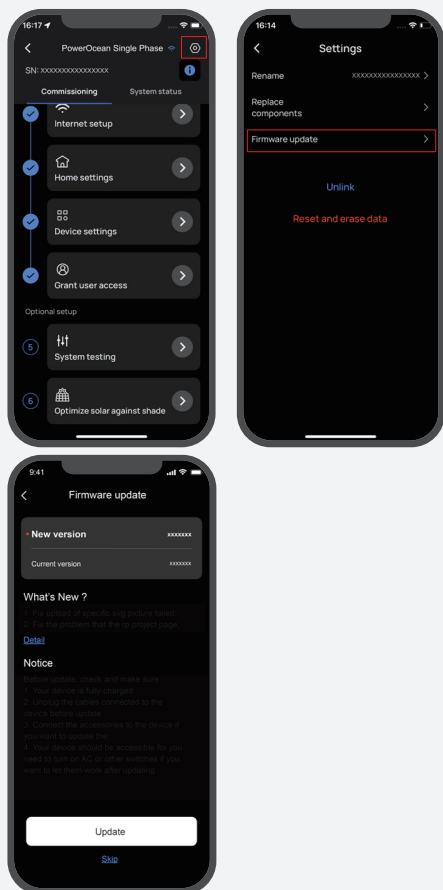 16:17
PowerOcean Single Phase
SN: xxxxxxxxxxxxxxxx
Commissioning
System status
Internet setup
Home settings
Device settings
Grant user access
Optional setup
5
System testing
6
Optimize solar against shade
16:14
Settings
Rename
xxxxxxxxxxxxxxxx
Replace
components
Firmware update
Unlink
Reset and erase data
9:41
Firmware update
New version
xxxxxxx
Current version
xxxxxxx
What's New ?
1. Fix upload of specific svg picture failed.
2. Fix the problem that the rp project page,
Detail
Notice
Before update, check and make sure
1. Your device is fully charged
2. Unplug the cables connected to the
device before update
3. Connect the accessories to the device if
you want to update the
4. Your device should be accessible for you
need to turn on AC or other switches if you
want to let them work after updating
Update
Skip